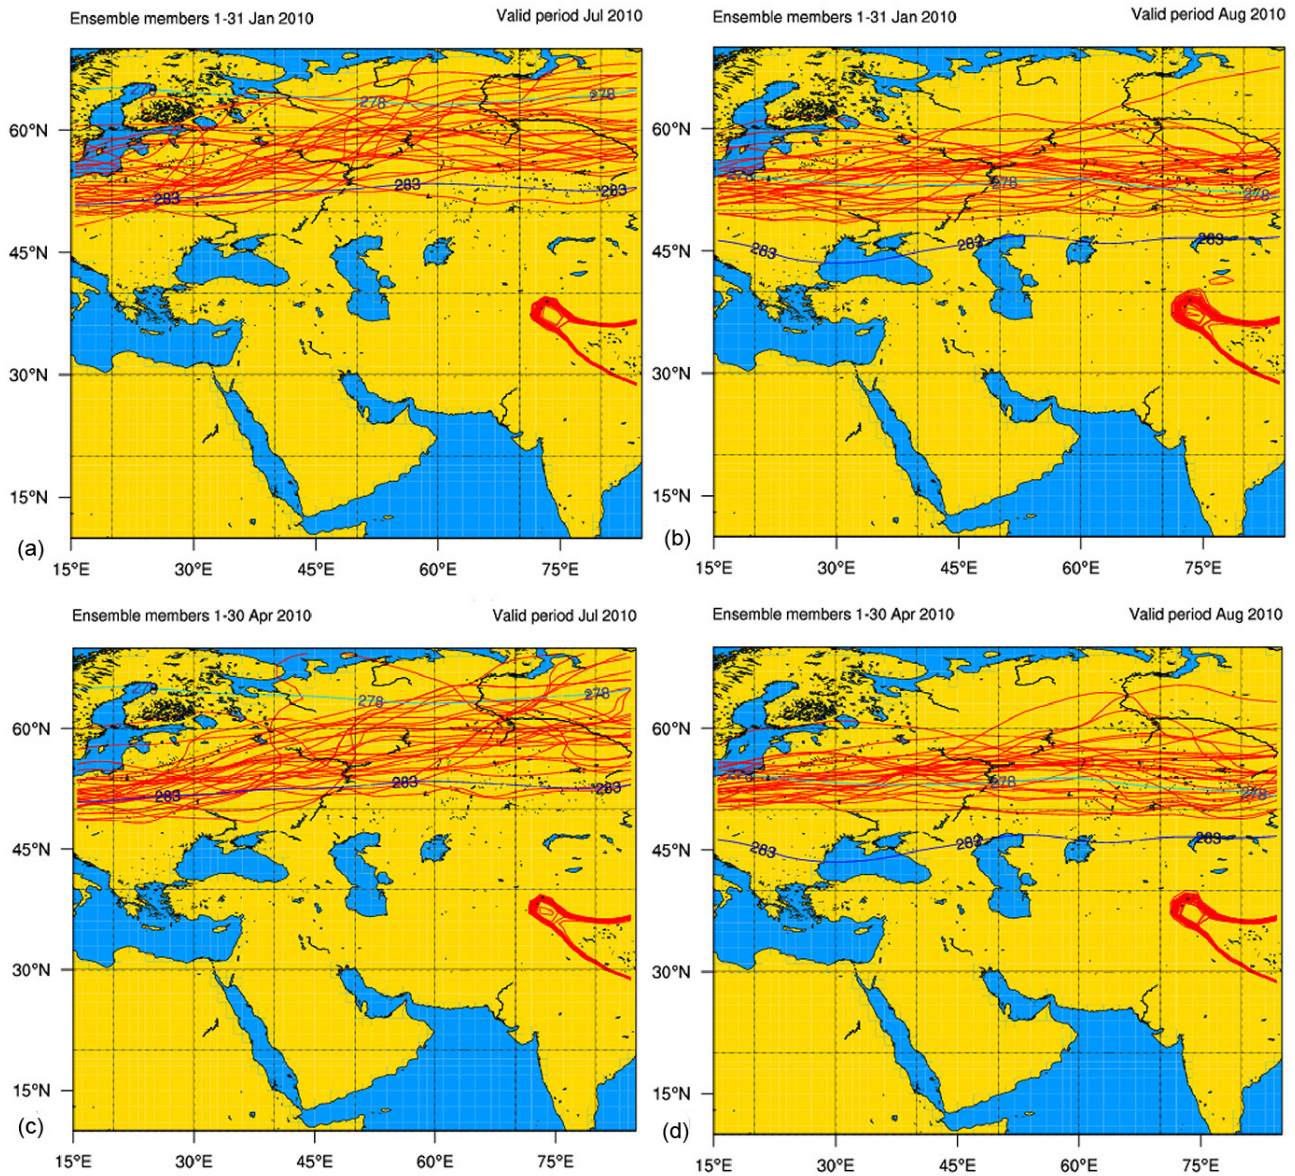 Ensemble members 1-31 Jan 2010 Valid period Jul 2010
278 278 278
60°N
283 283 283
45°N
30°N
15°N
(a)
15°E 30°E 45°E 60°E 75°E
Ensemble members 1-31 Jan 2010 Valid period Aug 2010
60°N
278 278 278
283 283 283
45°N
30°N
15°N
(b)
15°E 30°E 45°E 60°E 75°E
Ensemble members 1-30 Apr 2010 Valid period Jul 2010
278 278 278
60°N
283 283 283
45°N
30°N
15°N
(c)
15°E 30°E 45°E 60°E 75°E
Ensemble members 1-30 Apr 2010 Valid period Aug 2010
60°N
278 278 278
283 283 283
45°N
30°N
15°N
(d)
15°E 30°E 45°E 60°E 75°E